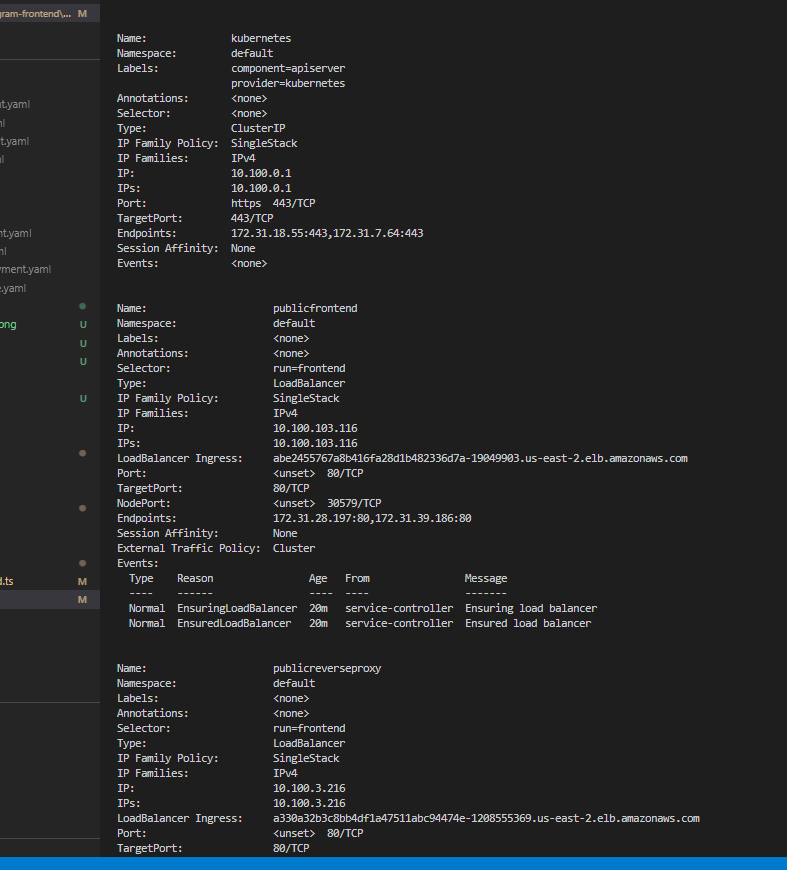 gram-frontend\... M
t.yaml
t.yaml
nt.yaml
ment.yaml
.yaml
png
U
U
U
U
d.ts M
M
Name: kubernetes
Namespace: default
Labels: component=apiserver
provider=kubernetes
Annotations: <none>
Selector: <none>
Type: ClusterIP
IP Family Policy: SingleStack
IP Families: IPv4
IP: 10.100.0.1
IPs: 10.100.0.1
Port: https 443/TCP
TargetPort: 443/TCP
Endpoints: 172.31.18.55:443,172.31.7.64:443
Session Affinity: None
Events: <none>
Name: publicfrontend
Namespace: default
Labels: <none>
Annotations: <none>
Selector: run=frontend
Type: LoadBalancer
IP Family Policy: SingleStack
IP Families: IPv4
IP: 10.100.103.116
IPs: 10.100.103.116
LoadBalancer Ingress: abe2455767a8b416fa28d1b482336d7a-19049903.us-east-2.elb.amazonaws.com
Port: <unset> 80/TCP
TargetPort: 80/TCP
NodePort: <unset> 30579/TCP
Endpoints: 172.31.28.197:80,172.31.39.186:80
Session Affinity: None
External Traffic Policy: Cluster
Events:
Type Reason Age From Message
---- ------ ---- ---- -------
Normal EnsuringLoadBalancer 20m service-controller Ensuring load balancer
Normal EnsuredLoadBalancer 20m service-controller Ensured load balancer
Name: publicreverseproxy
Namespace: default
Labels: <none>
Annotations: <none>
Selector: run=frontend
Type: LoadBalancer
IP Family Policy: SingleStack
IP Families: IPv4
IP: 10.100.3.216
IPs: 10.100.3.216
LoadBalancer Ingress: a330a32b3c8bb4df1a47511abc94474e-1208555369.us-east-2.elb.amazonaws.com
Port: <unset> 80/TCP
TargetPort: 80/TCP